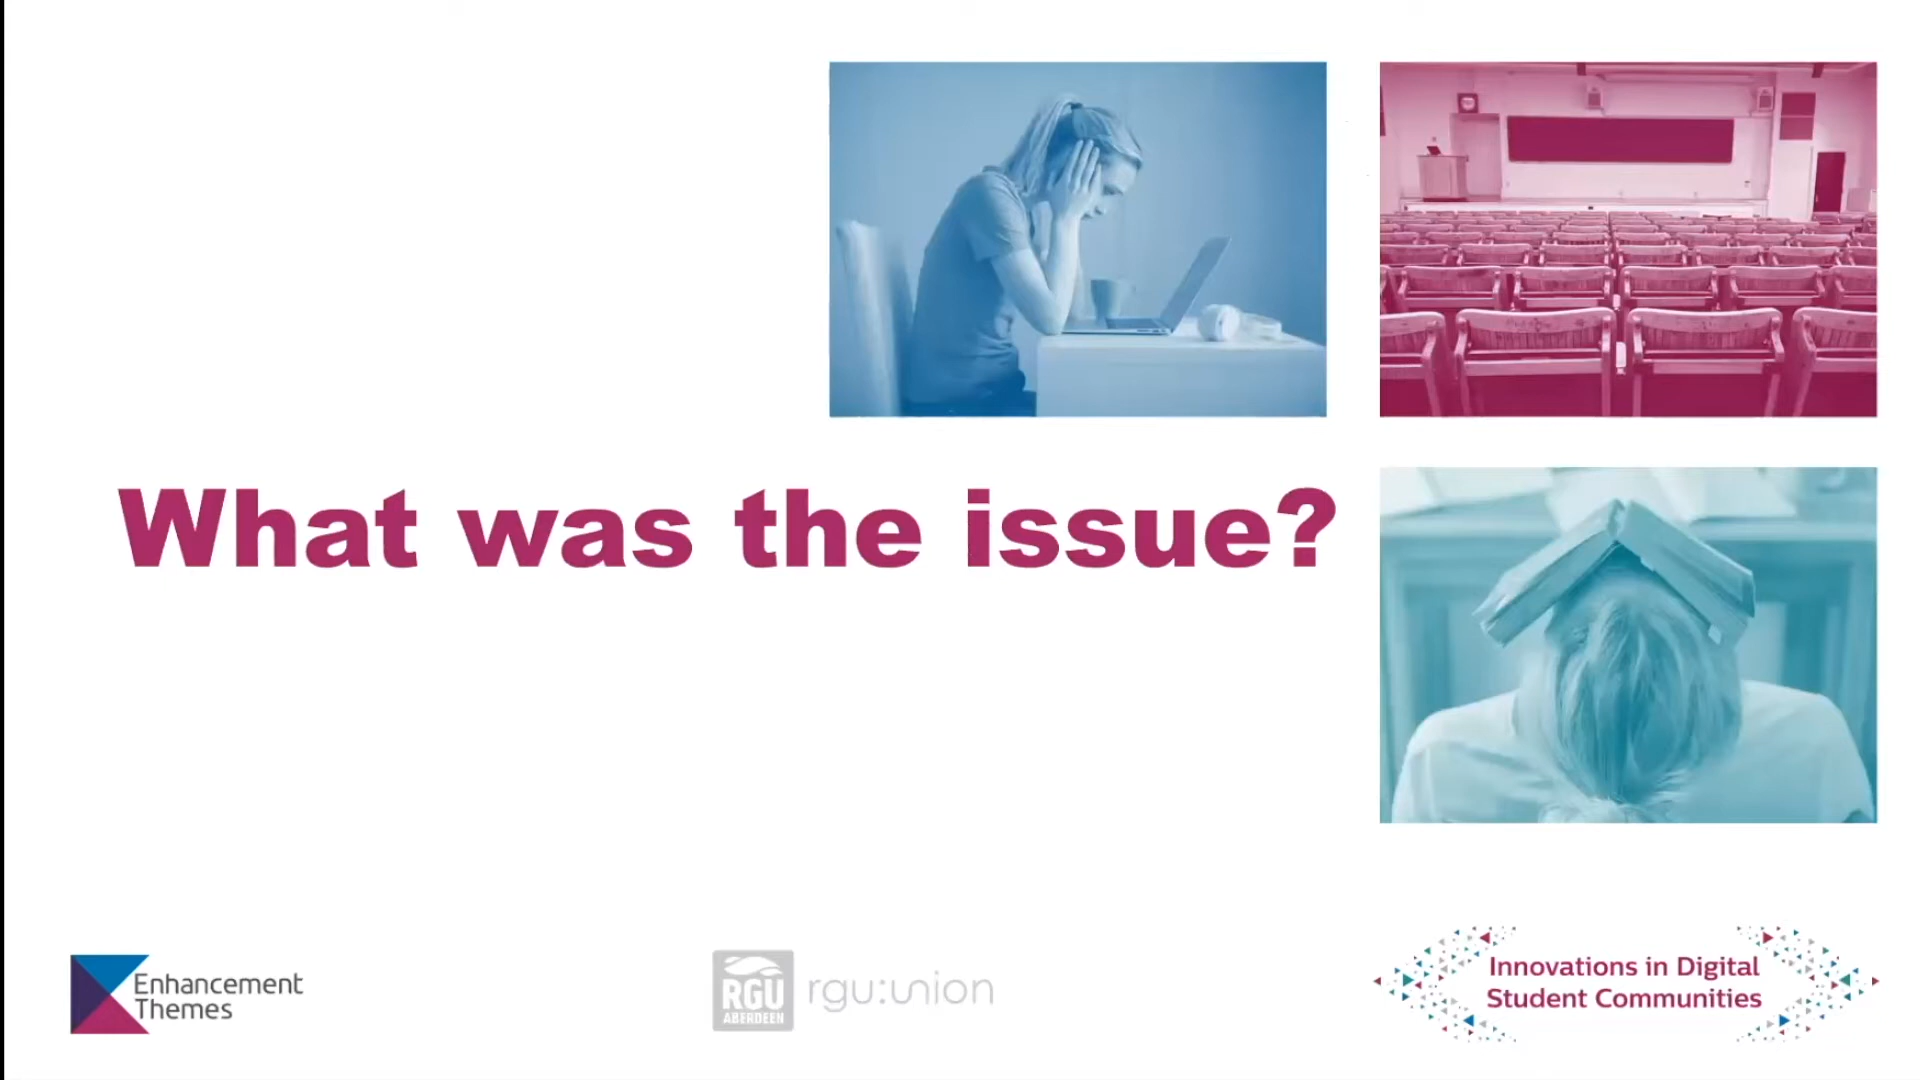 What was the issue?
Enhancement
Themes
RGU
ABERDEEN
rgu:union
Innovations in Digital
Student Communities